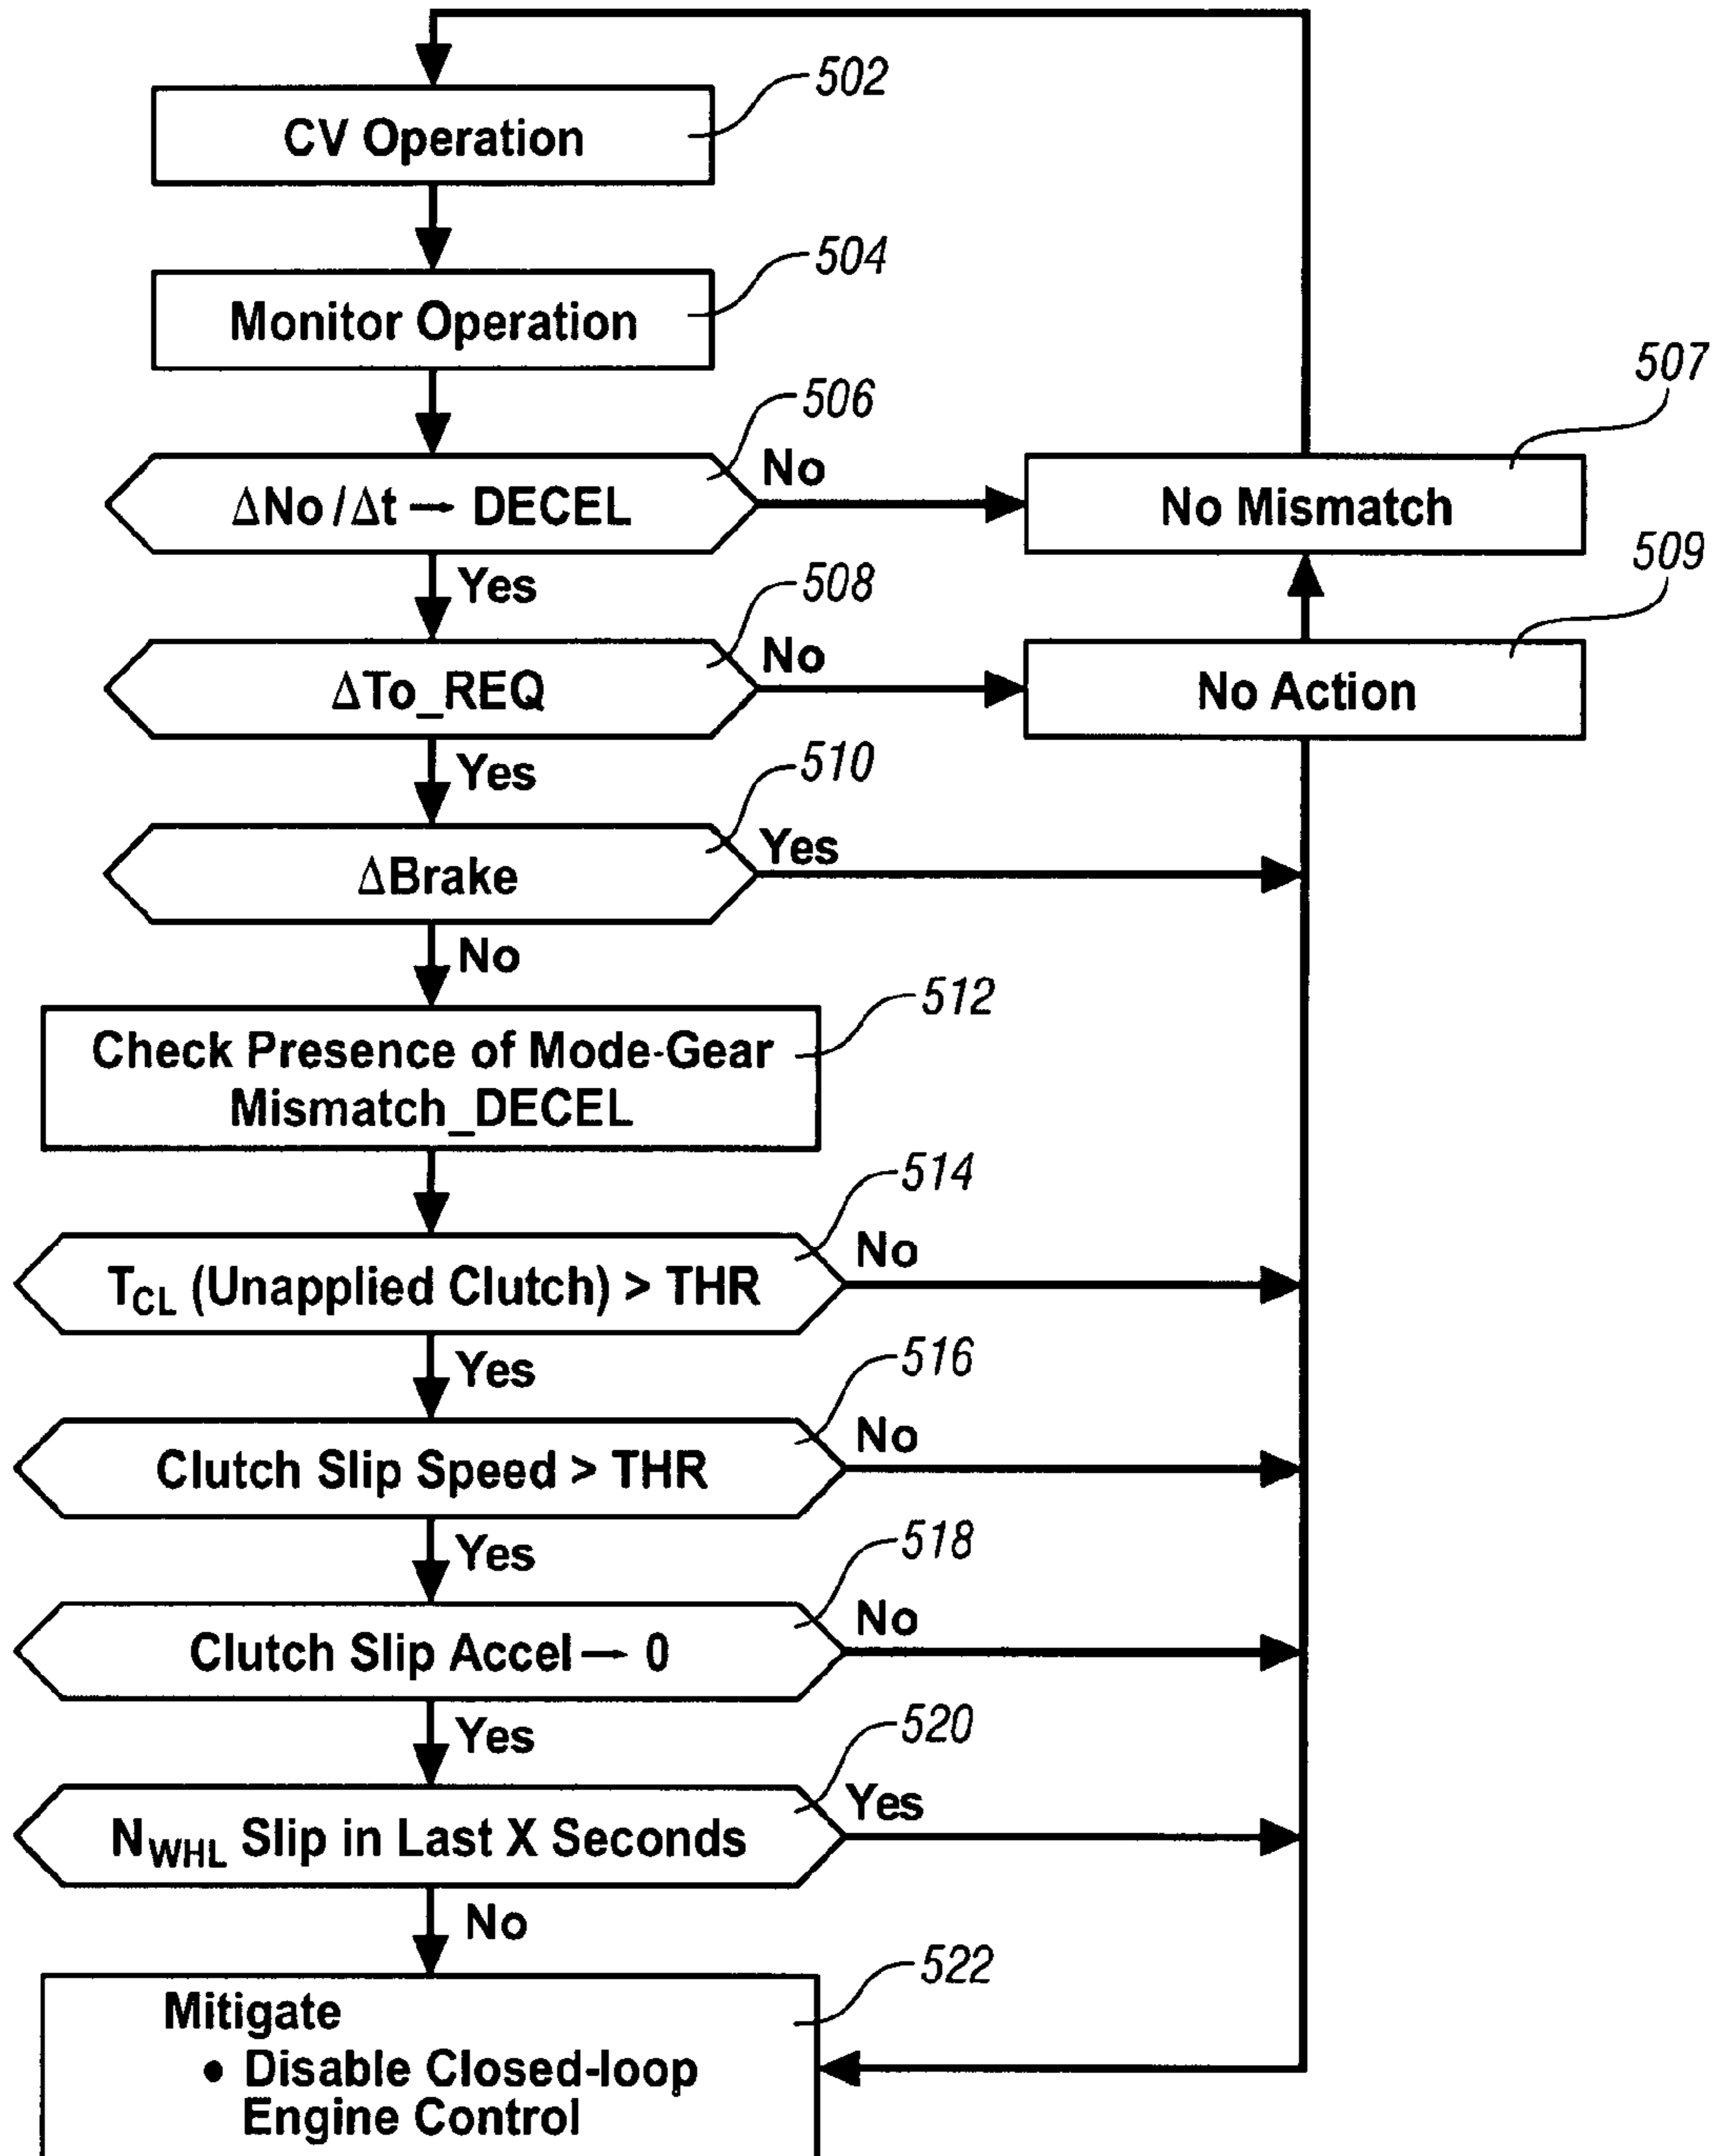 502
CV Operation
504
Monitor Operation
506
507
ΔNo /Δt → DECEL
No
No Mismatch
Yes
508
509
ΔTo_REQ
No
No Action
Yes
510
ΔBrake
Yes
No
512
Check Presence of Mode-Gear
Mismatch_DECEL
514
T_CL (Unapplied Clutch) > THR
No
Yes
516
Clutch Slip Speed > THR
No
Yes
518
Clutch Slip Accel → 0
No
Yes
520
N_WHL Slip in Last X Seconds
Yes
No
522
Mitigate
• Disable Closed-loop
Engine Control